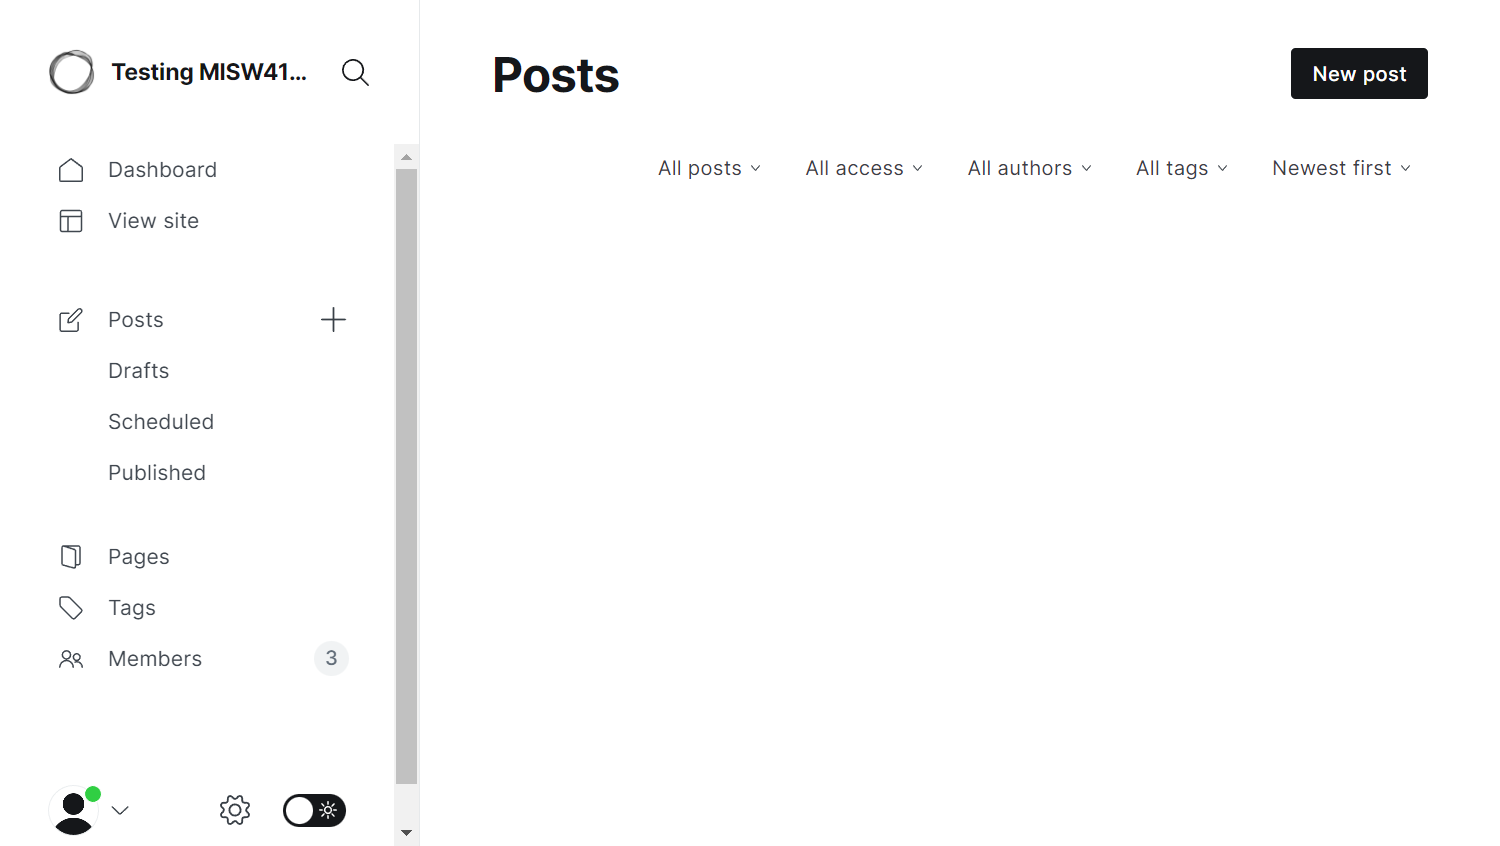 Testing MISW41...
Dashboard
View site
Posts
Drafts
Scheduled
Published
Pages
Tags
Members 3
Posts
New post
All posts All access All authors All tags Newest first